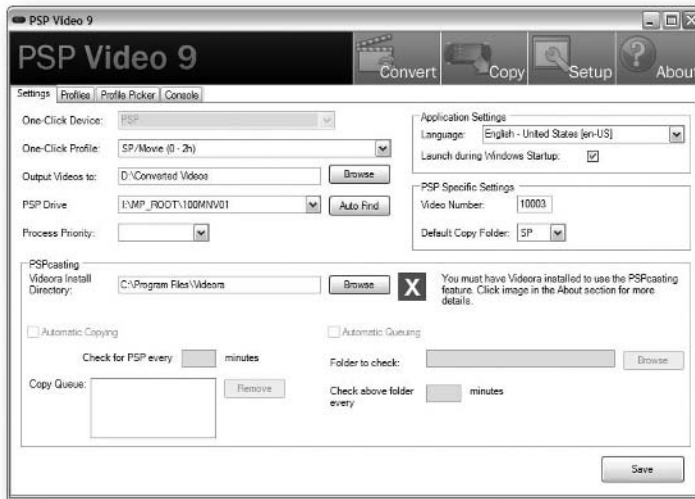 PSP Video 9
PSP Video 9
Convert
Copy
Setup
About
Settings Profiles Profile Picker Console
One-Click Device: PSP
One-Click Profile: SP/Movie (0 - 2h)
Output Videos to: D:\Converted Videos Browse
PSP Drive I:\MP_ROOT\100MNV01 Auto Find
Process Priority:
Application Settings
Language: English - United States [en-US]
Launch during Windows Startup:
PSP Specific Settings
Video Number: 10003
Default Copy Folder: SP
PSPcasting
Videora Install
Directory: C:\Program Files\Videora Browse
X
You must have Videora installed to use the PSPcasting
feature. Click image in the About section for more
details.
Automatic Copying
Check for PSP every minutes
Copy Queue: Remove
Automatic Queuing
Folder to check: Browse
Check above folder
every minutes
Save